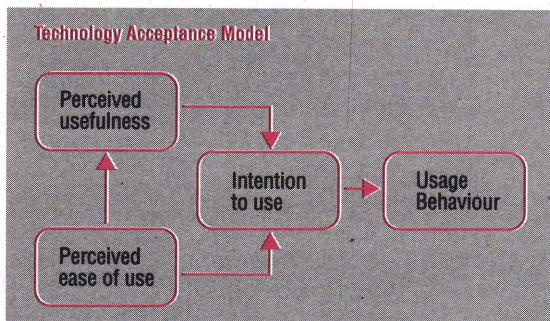 Technology Acceptance Model
Perceived
usefulness
Intention
to use
Usage
Behaviour
Perceived
ease of use